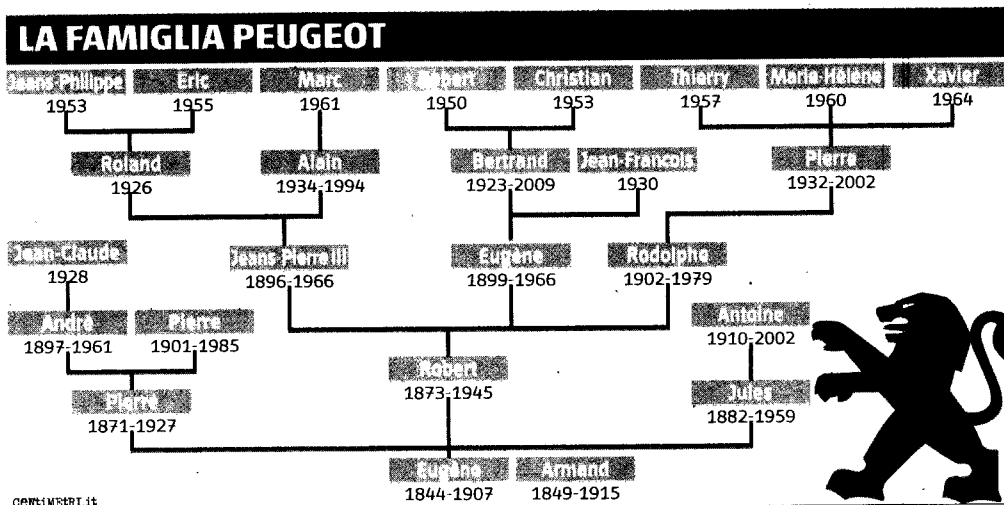 LA FAMIGLIA PEUGEOT
Jeans-Philippe Eric Marc Robert Christian Thierry Marie-Hélène Xavier
1953 1955 1961 1950 1953 1957 1960 1964
Roland Alain Bertrand Jean-François Pierre
1926 1934-1994 1923-2009 1930 1932-2002
Jean-Claude Jeans Pierre III Eugène Rodolphe
1928 1896-1966 1899-1966 1902-1979
Andrè Pierre Antoine
1897-1961 1901-1985 1910-2002
Robert
1873-1945
Pierre Jules
1871-1927 1882-1959
Eugène Armand
1844-1907 1849-1915
CENTIMETRI.it